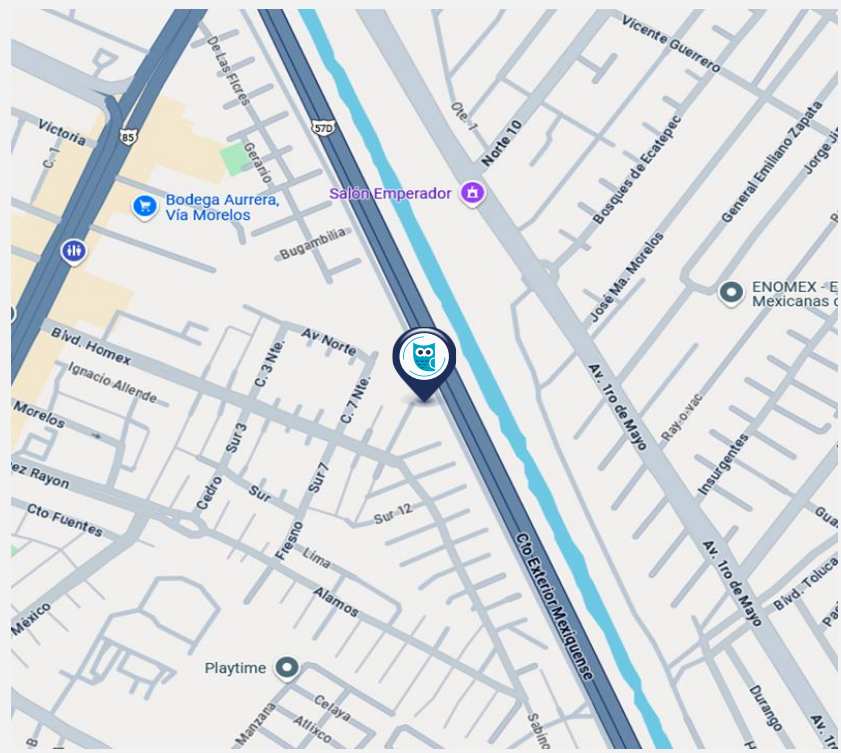 Vicente Guerrero
De Las Flores
57D
85
Victoria
C. 1
Geranio
Ote. 1
Norte 10
Bosques de Ecatepec
General Emiliano Zapata
Salón Emperador
Bodega Aurrera,
Vía Morelos
Bugambilia
José Ma. Morelos
ENOMEX - E
Mexicanas
Blvd. Homex
Av Norte
Ignacio Allende
C. 3 Nte.
C. 7 Nte.
Av. 1ro de Mayo
Ray-o-vac
Morelos
Sur 3
Insurgentes
ez Rayon
Cedro
Sur
Sur 7
Sur 12
Cto Fuentes
Fresno
Lima
Cto Exterior Mexiquense
Av. 1ro de Mayo
Blvd. Toluca
Alamos
México
Playtime
Celaya
Manzana
Atlixco
Sabino
Durango
Av. 1r